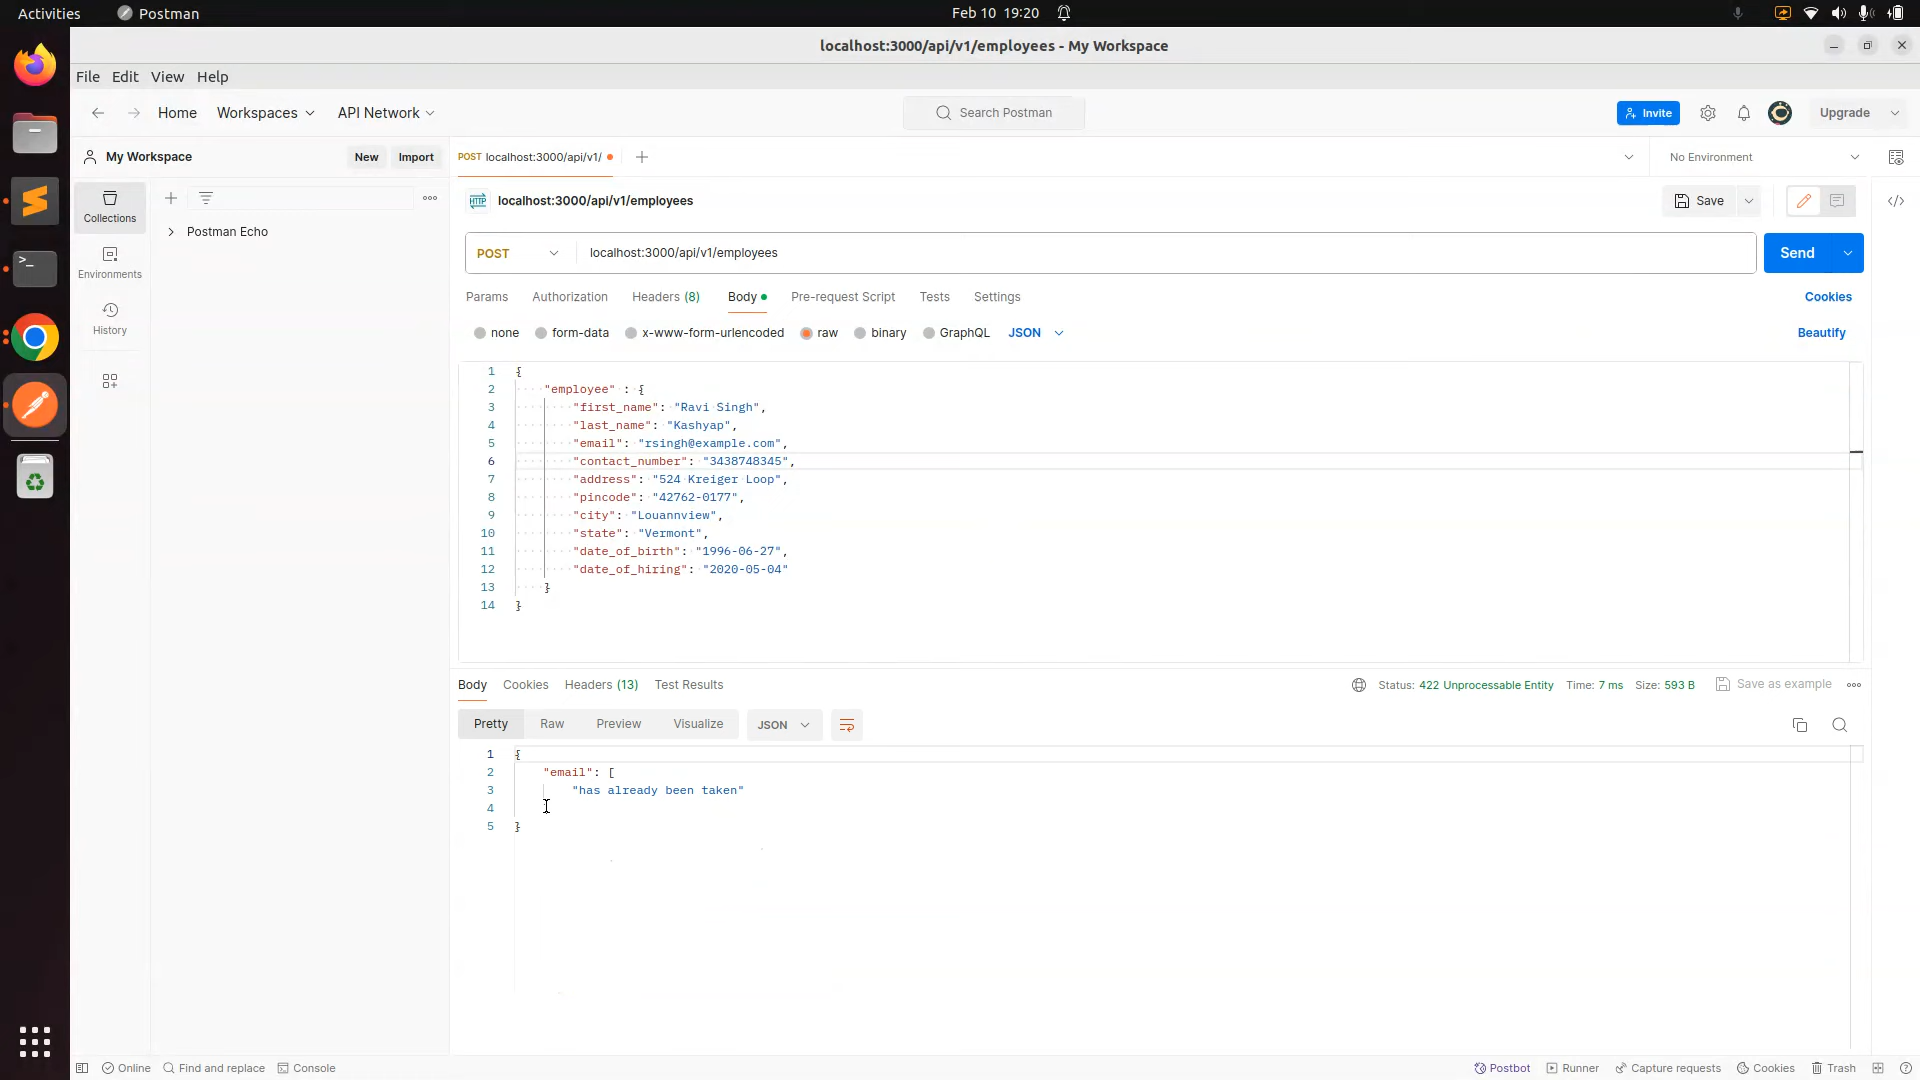 Activities Postman Feb 10 19:20
localhost:3000/api/v1/employees - My Workspace
File Edit View Help
Home Workspaces API Network Search Postman Invite Upgrade
My Workspace New Import POST localhost:3000/api/v1/ No Environment
Collections
Postman Echo
Environments
History
HTTP localhost:3000/api/v1/employees Save
POST localhost:3000/api/v1/employees Send
Params Authorization Headers (8) Body Pre-request Script Tests Settings Cookies
none form-data x-www-form-urlencoded raw binary GraphQL JSON Beautify
1 {
2 "employee" : {
3 "first_name": "Ravi Singh",
4 "last_name": "Kashyap",
5 "email": "rsingh@example.com",
6 "contact_number": "3438748345",
7 "address": "524 Kreiger Loop",
8 "pincode": "42762-0177",
9 "city": "Louannview",
10 "state": "Vermont",
11 "date_of_birth": "1996-06-27",
12 "date_of_hiring": "2020-05-04"
13 }
14 }
Body Cookies Headers (13) Test Results Status: 422 Unprocessable Entity Time: 7 ms Size: 593 B Save as example
Pretty Raw Preview Visualize JSON
1 {
2 "email": [
3 "has already been taken"
4
5 }
Online Find and replace Console Postbot Runner Capture requests Cookies Trash